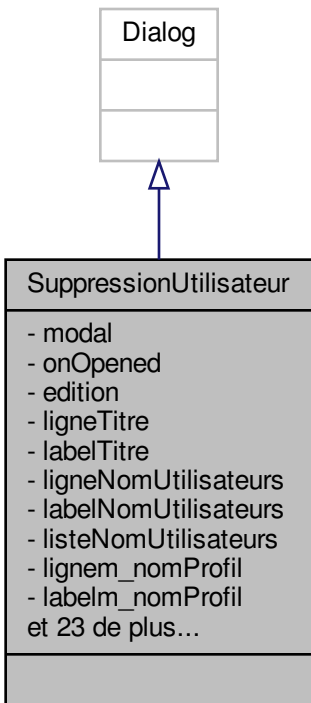 Dialog
SuppressionUtilisateur
- modal
- onOpened
- edition
- ligneTitre
- labelTitre
- ligneNomUtilisateurs
- labelNomUtilisateurs
- listeNomUtilisateurs
- lignem_nomProfil
- labelm_nomProfil
et 23 de plus...